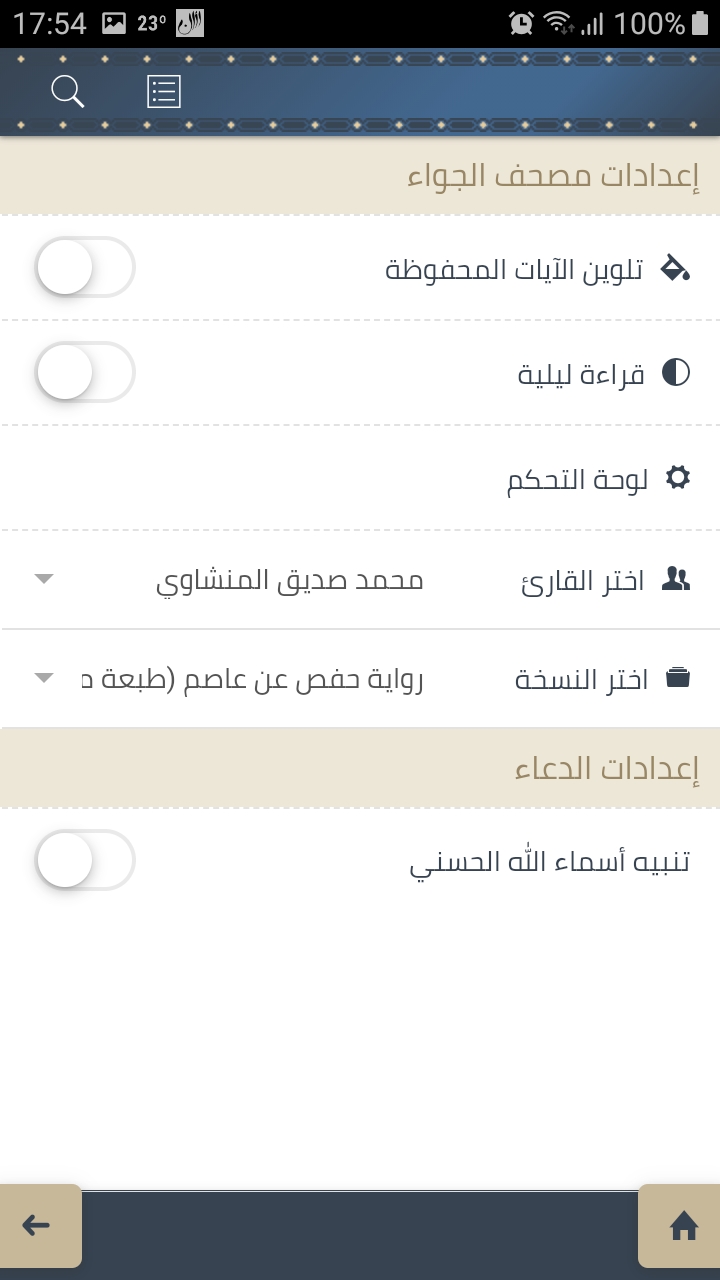 17:54 23° 100%
إعدادات مصحف الجواء
تلوين الآيات المحفوظة
قراءة ليلية
لوحة التحكم
اختر القارئ محمد صديق المنشاوي
اختر النسخة رواية حفص عن عاصم (طبعة م
إعدادات الدعاء
تنبيه أسماء الله الحسني